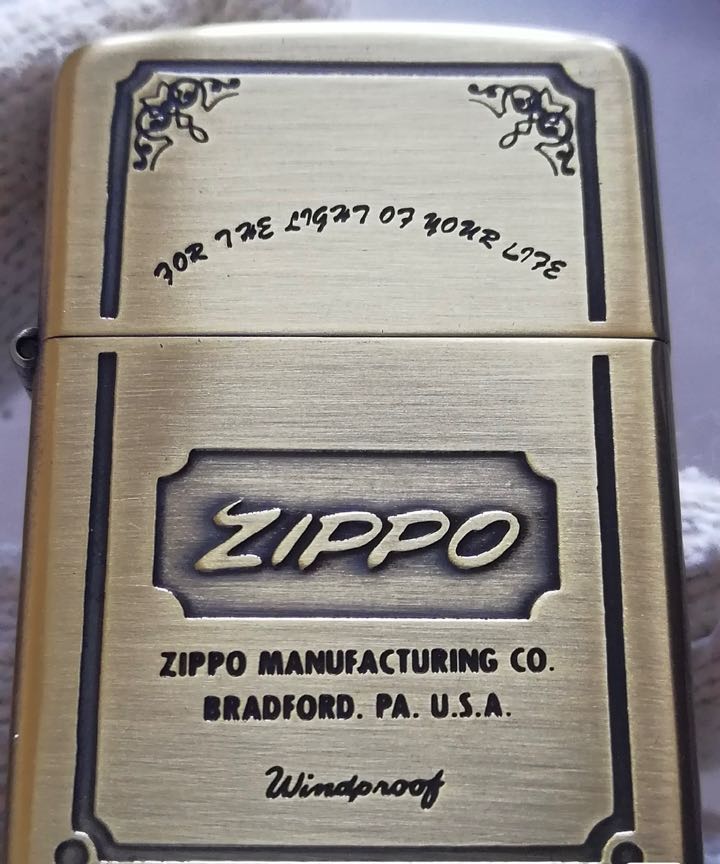 FOR THE LIGHT OF YOUR LIFE
ZIPPO
ZIPPO MANUFACTURING CO.
BRADFORD. PA. U.S.A.
Windproof